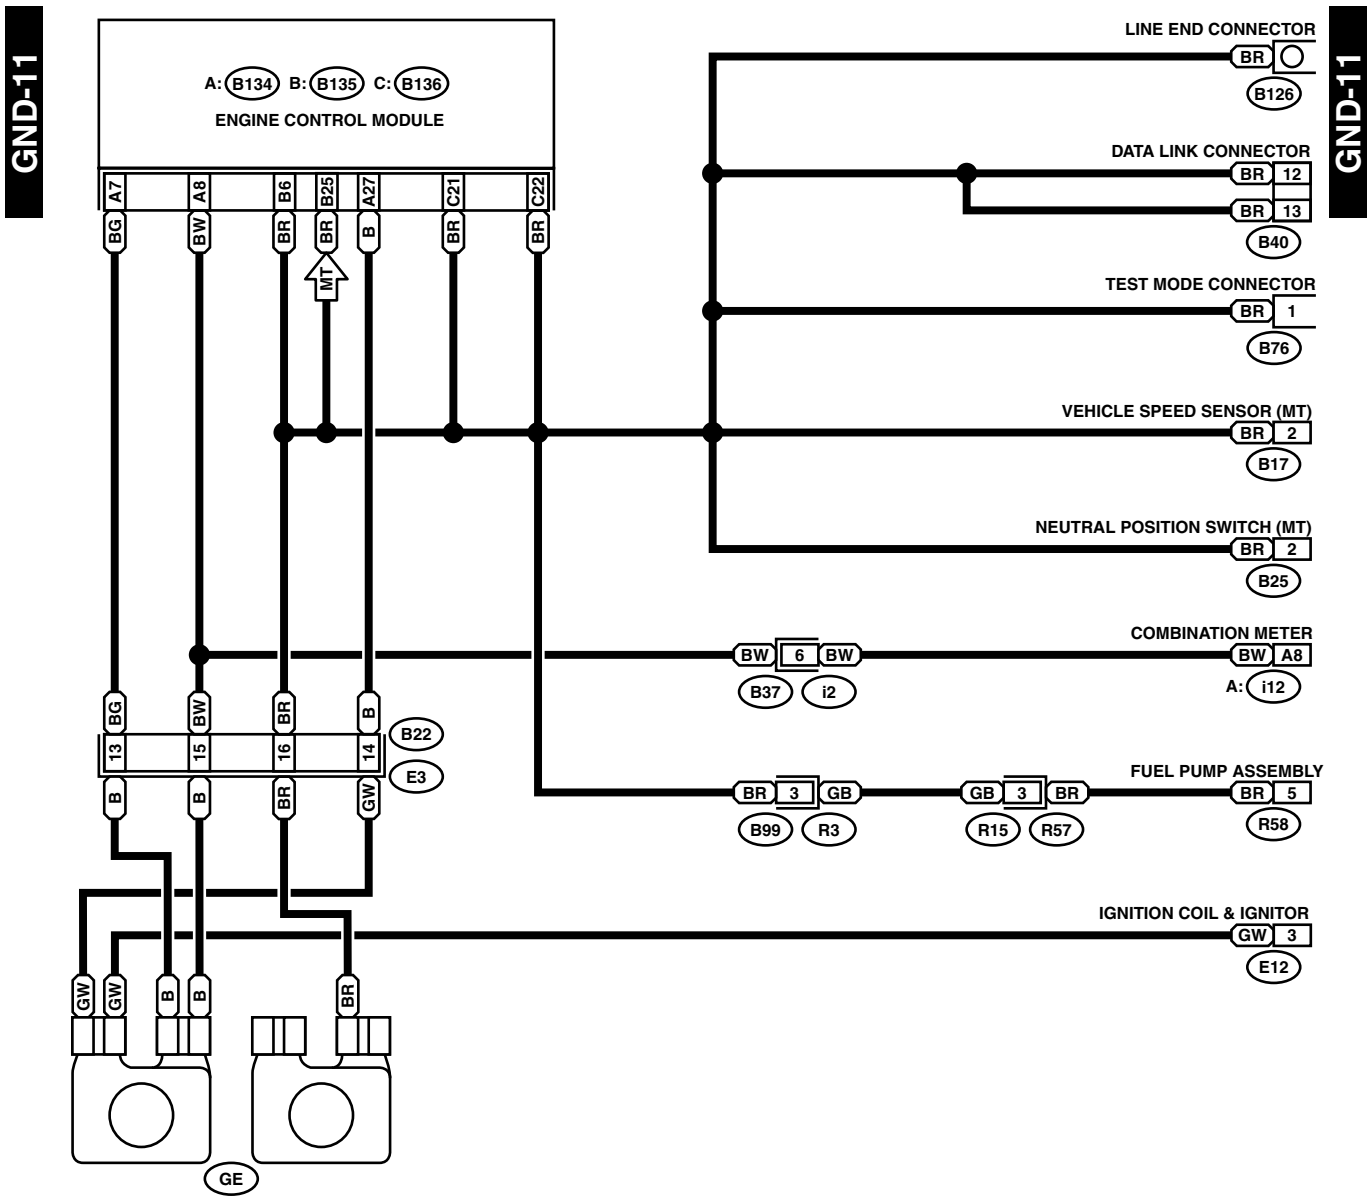 GND-11
GND-11
A: B134 B: B135 C: B136
ENGINE CONTROL MODULE
A7 A8 B6 B25 A27 C21 C22
BG BW BR BR B BR BR
MT
LINE END CONNECTOR
BR
B126
DATA LINK CONNECTOR
BR 12
BR 13
B40
TEST MODE CONNECTOR
BR 1
B76
VEHICLE SPEED SENSOR (MT)
BR 2
B17
NEUTRAL POSITION SWITCH (MT)
BR 2
B25
COMBINATION METER
BW 6 BW BW A8
B37 i2 A: i12
BG BW BR B
B22
13 15 16 14
E3
B B BR GW
FUEL PUMP ASSEMBLY
BR 3 GB GB 3 BR BR 5
B99 R3 R15 R57 R58
IGNITION COIL & IGNITOR
GW 3
E12
GW GW B B BR
GE